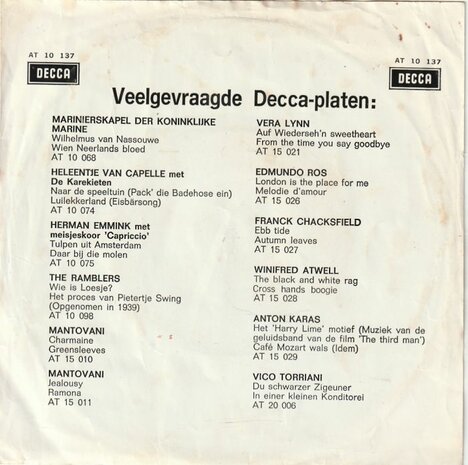 AT 10 137
DECCA
AT 10 137
DECCA
Veelgevraagde Decca-platen:
MARINIERSKAPEL DER KONINKLIJKE
MARINE
Wilhelmus van Nassouwe
Wien Neerlands bloed
AT 10 068
HELEENTJE VAN CAPELLE met
De Karekieten
Naar de speeltuin (Pack' die Badehose ein)
Luilekkerland (Eisbärsong)
AT 10 074
HERMAN EMMINK met
meisjeskoor 'Capriccio'
Tulpen uit Amsterdam
Daar bij die molen
AT 10 075
THE RAMBLERS
Wie is Loesje?
Het proces van Pietertje Swing
(Opgenomen in 1939)
AT 10 098
MANTOVANI
Charmaine
Greensleeves
AT 15 010
MANTOVANI
Jealousy
Ramona
AT 15 011
VERA LYNN
Auf Wiederseh'n sweetheart
From the time you say goodbye
AT 15 021
EDMUNDO ROS
London is the place for me
Melodie d'amour
AT 15 026
FRANCK CHACKSFIELD
Ebb tide
Autumn leaves
AT 15 027
WINIFRED ATWELL
The black and white rag
Cross hands boogie
AT 15 028
ANTON KARAS
Het 'Harry Lime' motief (Muziek van de
geluidsband van de film 'The third man')
Café Mozart wals (Idem)
AT 15 029
VICO TORRIANI
Du schwarzer Zigeuner
In einer kleinen Konditorei
AT 20 006